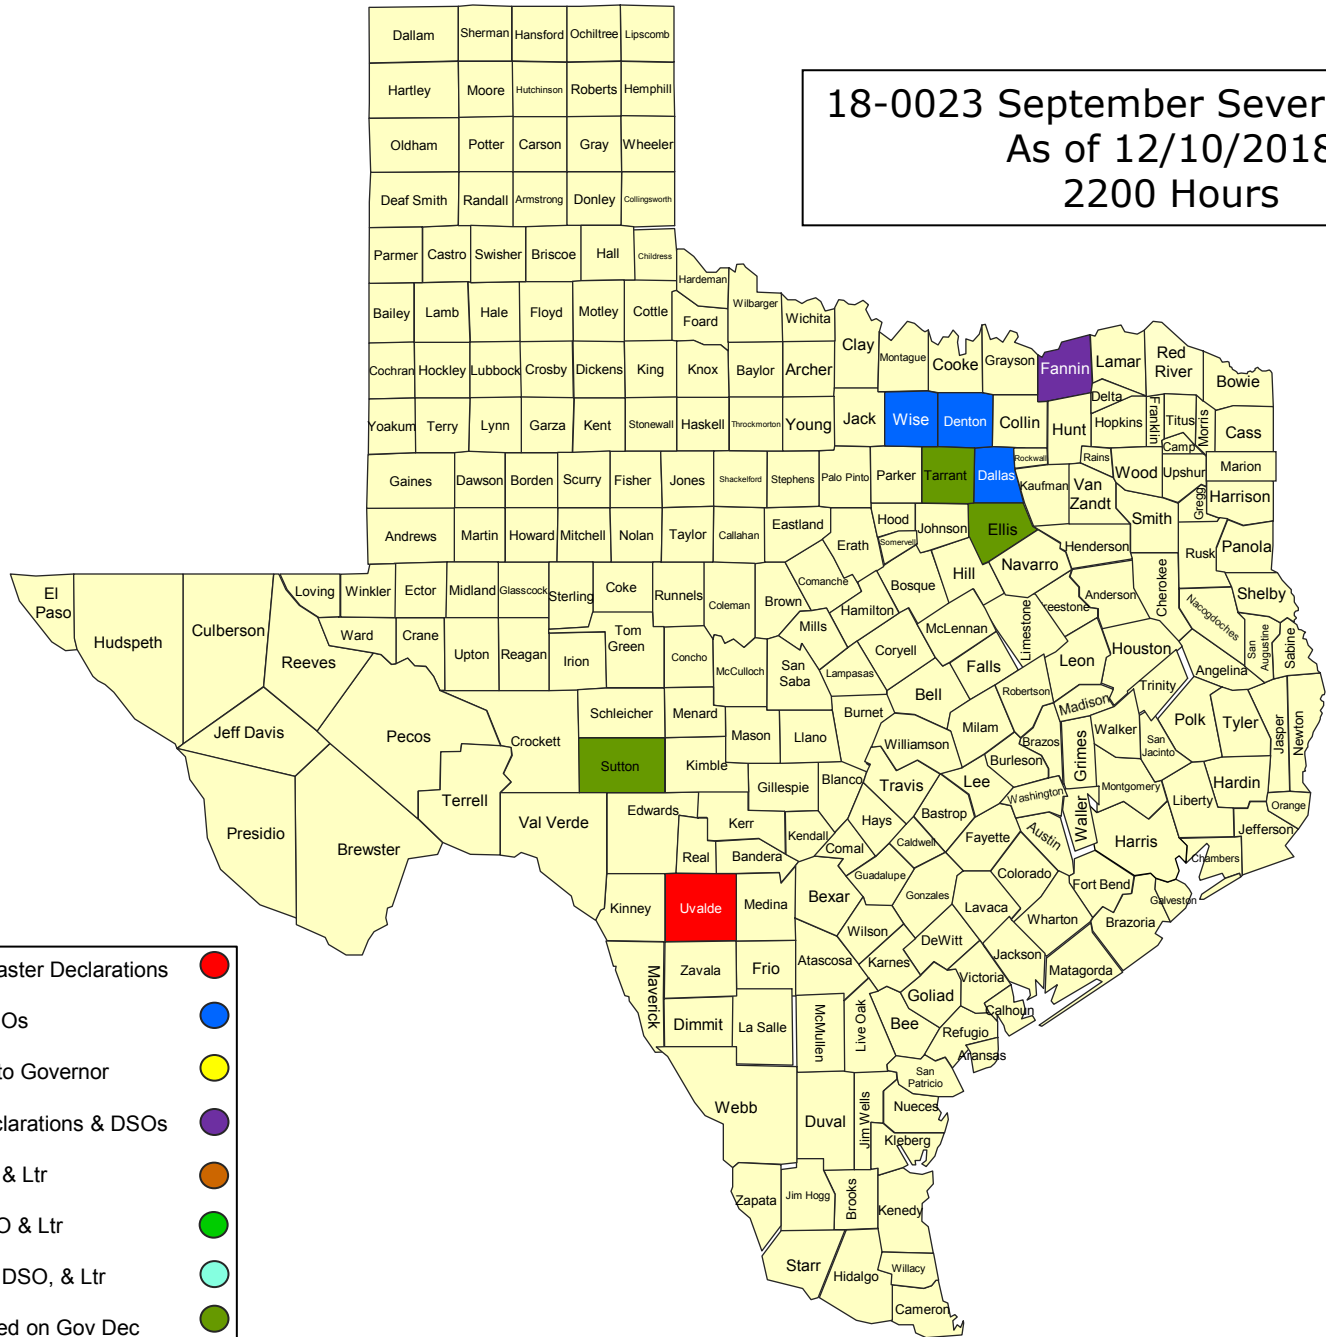 18-0023 September Sever
As of 12/10/2018
2200 Hours
Dallam Sherman Hansford Ochiltree Lipscomb
Hartley Moore Hutchinson Roberts Hemphill
Oldham Potter Carson Gray Wheeler
Deaf Smith Randall Armstrong Donley Collingsworth
Parmer Castro Swisher Briscoe Hall Childress
Hardeman
Bailey Lamb Hale Floyd Motley Cottle Foard Wilbarger Wichita
Clay Montague Cooke Grayson Fannin Lamar Red River Bowie
Cochran Hockley Lubbock Crosby Dickens King Knox Baylor Archer
Yoakum Terry Lynn Garza Kent Stonewall Haskell Throckmorton Young Jack Wise Denton Collin Hunt Delta Hopkins Franklin Titus Morris Camp Cass
Gaines Dawson Borden Scurry Fisher Jones Shackelford Stephens Palo Pinto Parker Tarrant Dallas Rockwall Kaufman Rains Van Zandt Wood Upshur Gregg Marion Harrison
Andrews Martin Howard Mitchell Nolan Taylor Callahan Eastland Erath Hood Somervell Johnson Ellis Henderson Smith Rusk Panola
El Paso Hudspeth Culberson Loving Winkler Ector Midland Glasscock Sterling Coke Runnels Coleman Brown Comanche Hamilton Bosque Hill Navarro Freestone Anderson Cherokee Nacogdoches Shelby
Reeves Ward Crane Upton Reagan Irion Tom Green Concho McCulloch San Saba Mills Lampasas Coryell McLennan Limestone Falls Leon Houston Angelina San Augustine Sabine
Jeff Davis Pecos Crockett Schleicher Menard Mason Llano Burnet Bell Williamson Milam Robertson Brazos Madison Grimes Walker Trinity San Jacinto Polk Tyler Jasper Newton
Presidio Brewster Terrell Val Verde Sutton Kimble Edwards Gillespie Kerr Blanco Kendall Travis Hays Comal Bastrop Caldwell Lee Burleson Washington Fayette Austin Waller Montgomery Harris Liberty Hardin Orange Jefferson Chambers
Real Bandera Kinney Uvalde Medina Bexar Guadalupe Gonzales Wilson Lavaca Colorado Wharton Fort Bend Brazoria Galveston
Maverick Zavala Frio Atascosa Karnes DeWitt Victoria Jackson Matagorda
Dimmit La Salle McMullen Live Oak Bee Goliad Refugio Calhoun Aransas
Webb Duval Jim Wells San Patricio Nueces Kleberg
Zapata Jim Hogg Brooks Kenedy
Starr Hidalgo Willacy Cameron
aster Declarations
Os
to Governor
clarations & DSOs
& Ltr
O & Ltr
DSO, & Ltr
ed on Gov Dec